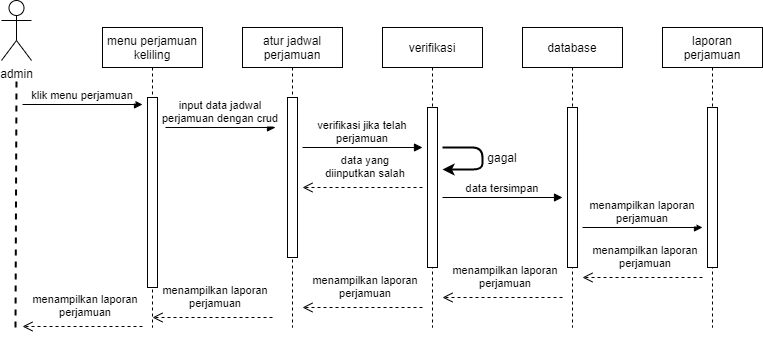 admin
menu perjamuan
keliling
atur jadwal
perjamuan
verifikasi
database
laporan
perjamuan
klik menu perjamuan
input data jadwal
perjamuan dengan crud
verifikasi jika telah
perjamuan
gagal
data yang
diinputkan salah
data tersimpan
menampilkan laporan
perjamuan
menampilkan laporan
perjamuan
menampilkan laporan
perjamuan
menampilkan laporan
perjamuan
menampilkan laporan
perjamuan
menampilkan laporan
perjamuan